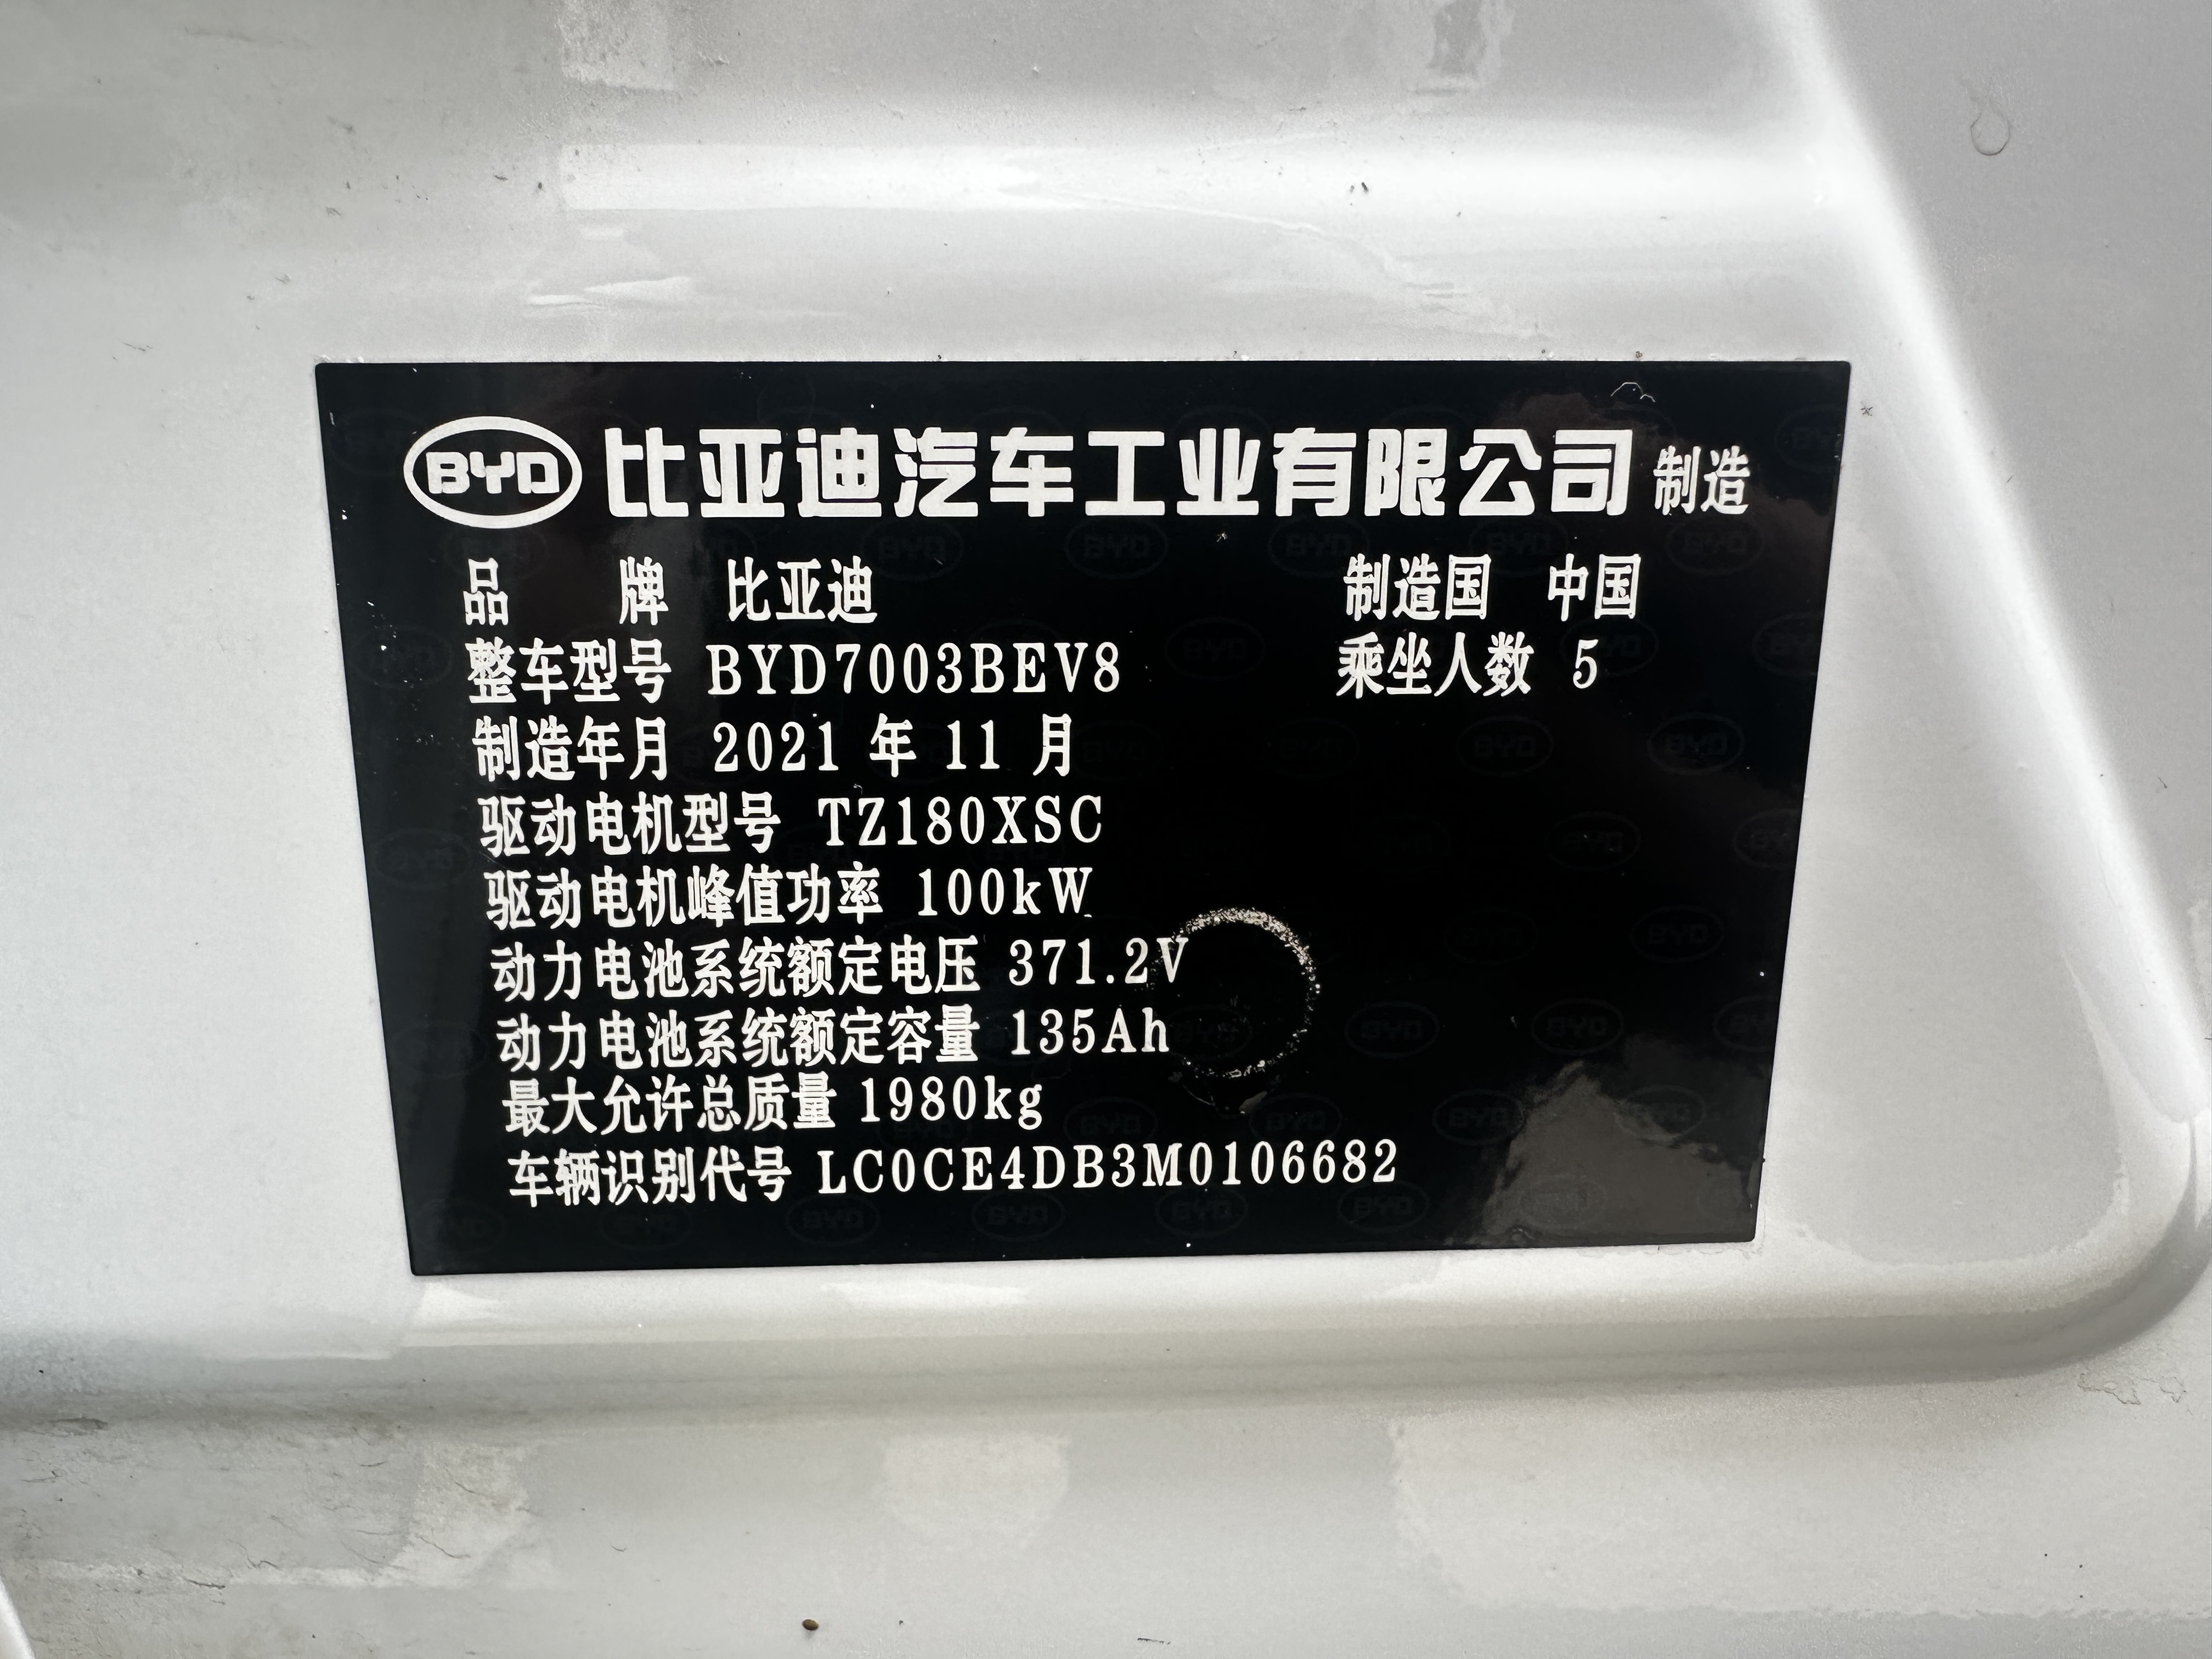 BYD 比亚迪汽车工业有限公司 制造
品 牌 比亚迪 制造国 中国
整车型号 BYD7003BEV8 乘坐人数 5
制造年月 2021 年 11 月
驱动电机型号 TZ180XSC
驱动电机峰值功率 100kW
动力电池系统额定电压 371.2V
动力电池系统额定容量 135Ah
最大允许总质量 1980kg
车辆识别代号 LC0CE4DB3M0106682